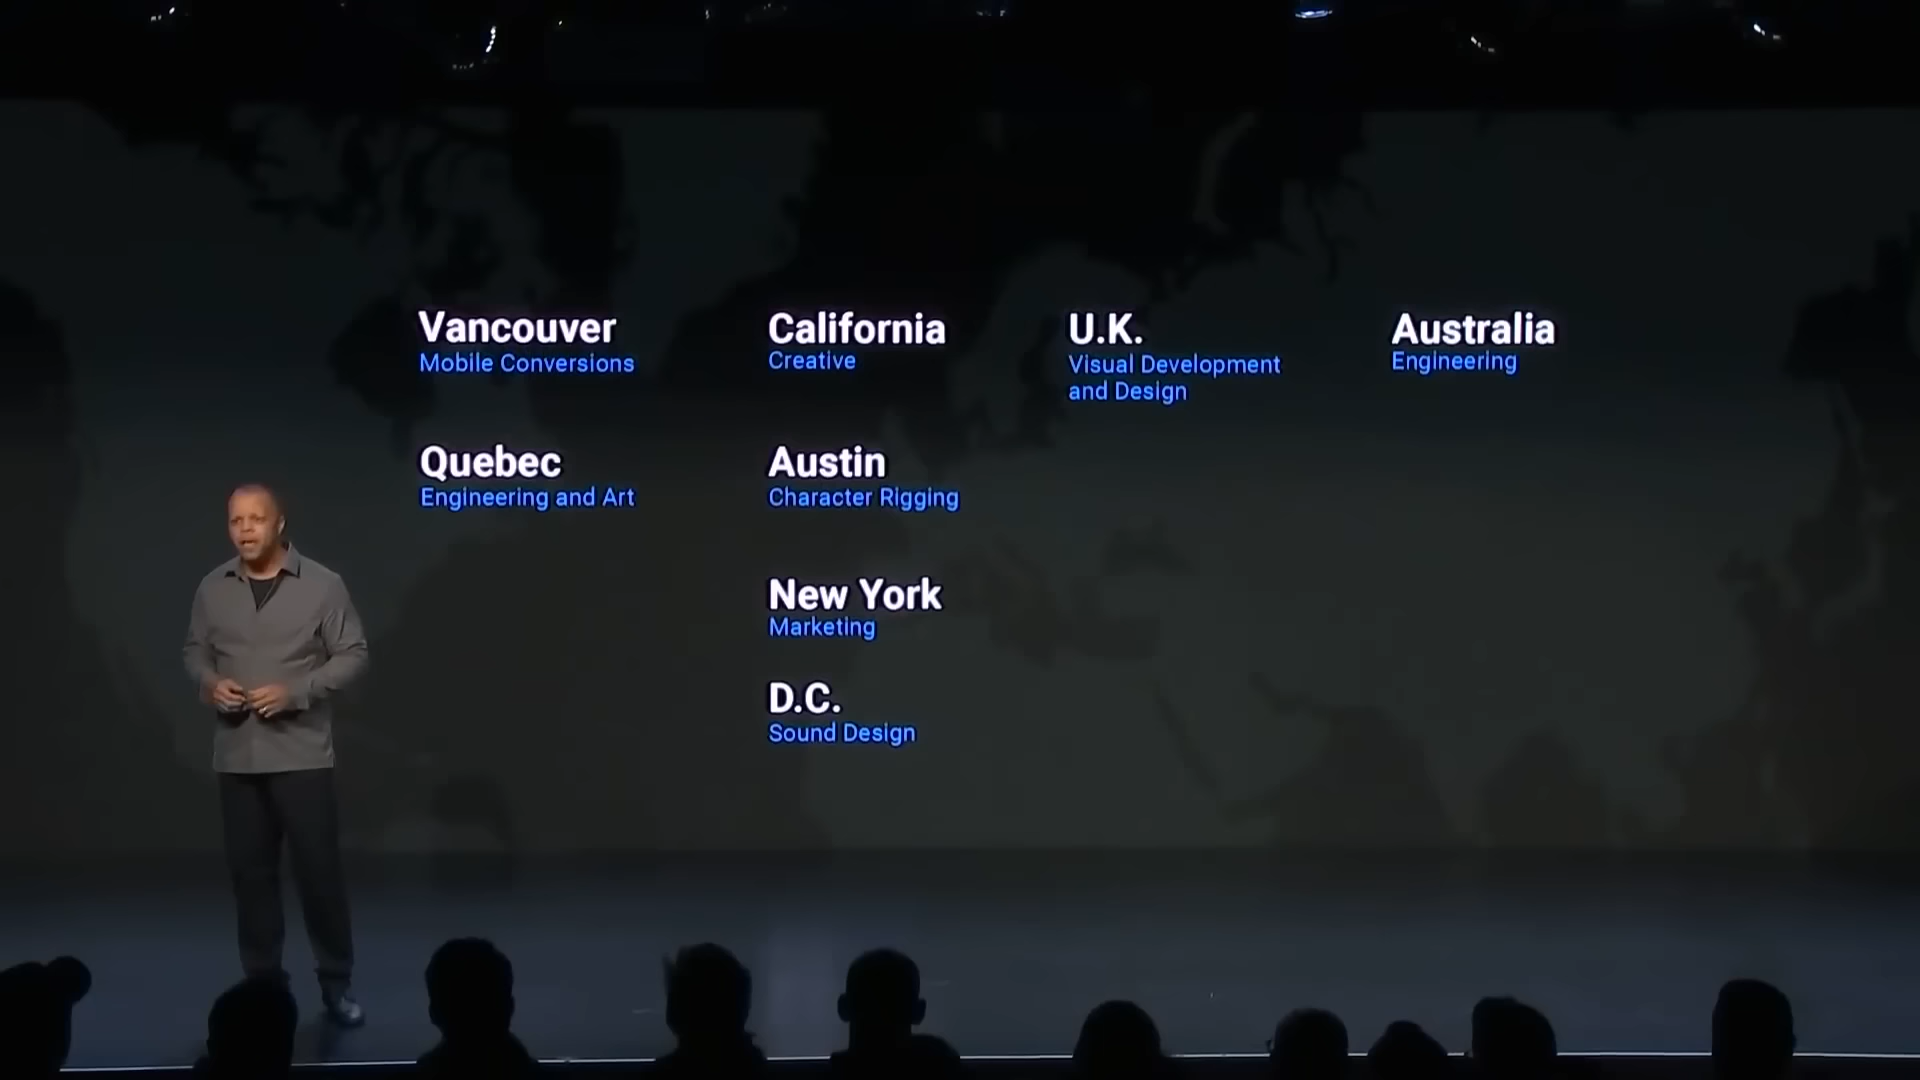 Vancouver
Mobile Conversions
Quebec
Engineering and Art
California
Creative
Austin
Character Rigging
New York
Marketing
D.C.
Sound Design
U.K.
Visual Development
and Design
Australia
Engineering